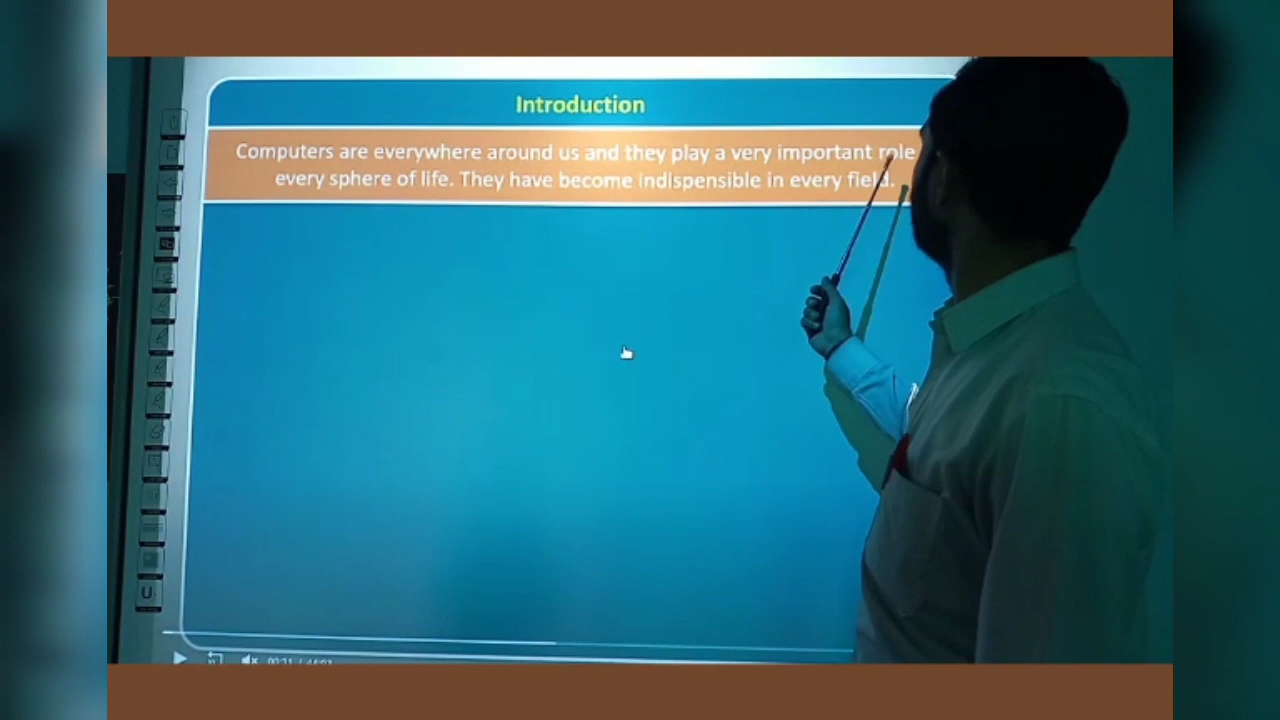 Introduction
Computers are everywhere around us and they play a very important role
every sphere of life. They have become indispensible in every field.
U